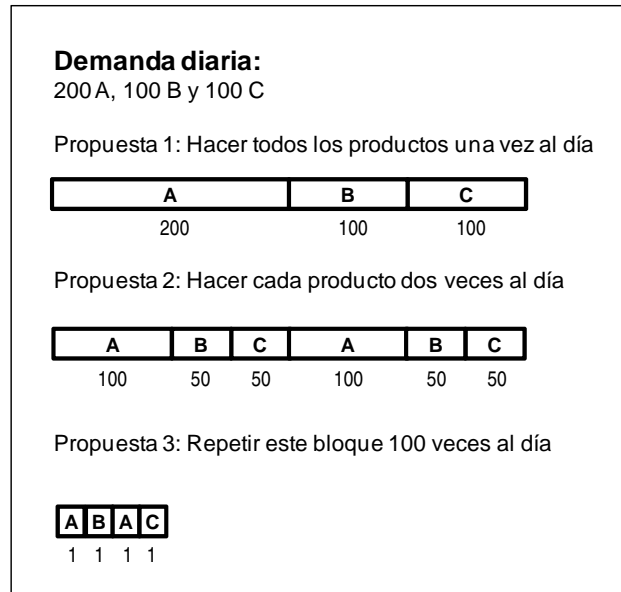 Demanda diaria:
200 A, 100 B y 100 C
Propuesta 1: Hacer todos los productos una vez al día
A B C
200 100 100
Propuesta 2: Hacer cada producto dos veces al día
A B C A B C
100 50 50 100 50 50
Propuesta 3: Repetir este bloque 100 veces al día
A B A C
1 1 1 1